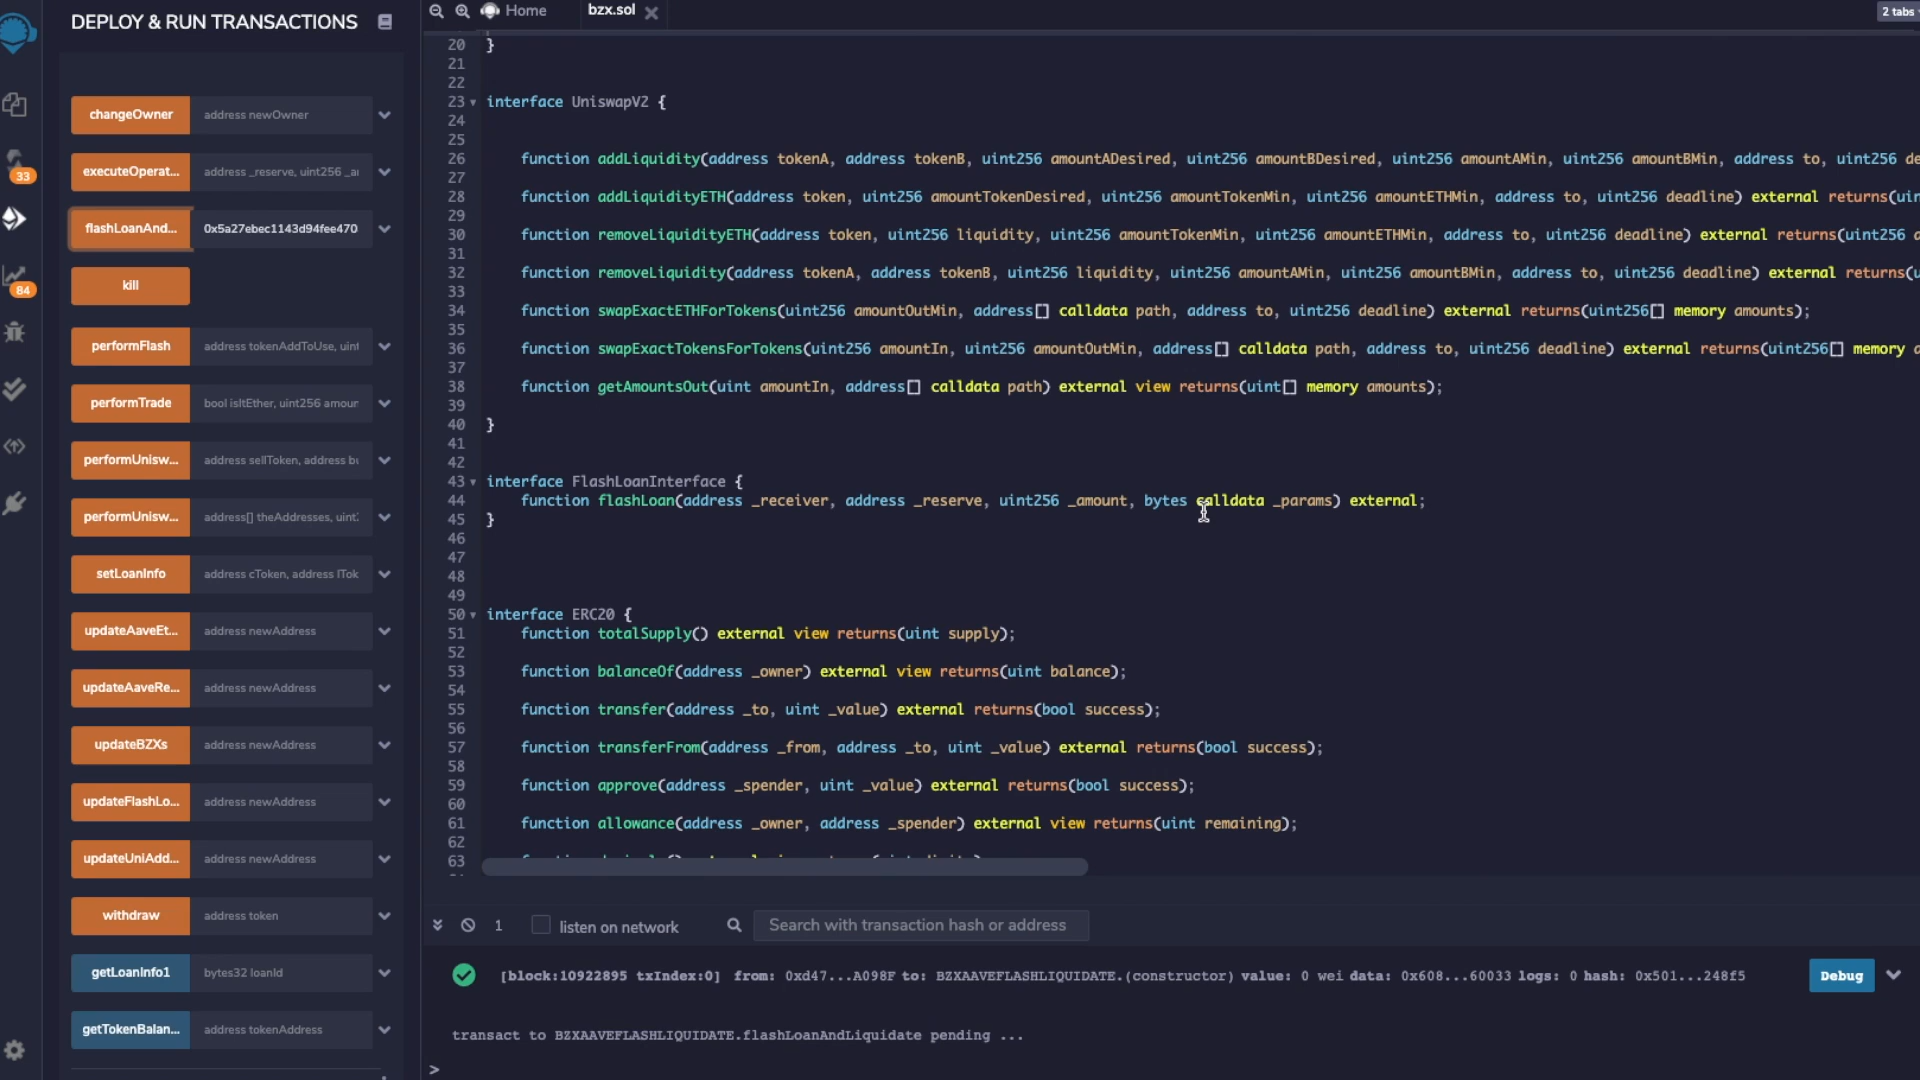 DEPLOY & RUN TRANSACTIONS
Home
bzx.sol
2 tabs
33
84
changeOwner address newOwner
executeOperat... address _reserve, uint256 _ar
flashLoanAnd... 0x5a27ebec1143d94fee470
kill
performFlash address tokenAddToUse, uint
performTrade bool isItEther, uint256 amour
performUnisw... address sellToken, address bu
performUnisw... address[] theAddresses, uint
setLoanInfo address cToken, address lTok
updateAaveEt... address newAddress
updateAaveRe... address newAddress
updateBZXs address newAddress
updateFlashLo... address newAddress
updateUniAdd... address newAddress
withdraw address token
getLoanInfo1 bytes32 loanId
getTokenBalan... address tokenAddress
20 }
21
22
23 interface UniswapV2 {
24
25
26 function addLiquidity(address tokenA, address tokenB, uint256 amountADesired, uint256 amountBDesired, uint256 amountAMin, uint256 amountBMin, address to, uint256 de
27
28 function addLiquidityETH(address token, uint256 amountTokenDesired, uint256 amountTokenMin, uint256 amountETHMin, address to, uint256 deadline) external returns(uin
29
30 function removeLiquidityETH(address token, uint256 liquidity, uint256 amountTokenMin, uint256 amountETHMin, address to, uint256 deadline) external returns(uint256 a
31
32 function removeLiquidity(address tokenA, address tokenB, uint256 liquidity, uint256 amountAMin, uint256 amountBMin, address to, uint256 deadline) external returns(u
33
34 function swapExactETHForTokens(uint256 amountOutMin, address[] calldata path, address to, uint256 deadline) external returns(uint256[] memory amounts);
35
36 function swapExactTokensForTokens(uint256 amountIn, uint256 amountOutMin, address[] calldata path, address to, uint256 deadline) external returns(uint256[] memory a
37
38 function getAmountsOut(uint amountIn, address[] calldata path) external view returns(uint[] memory amounts);
39
40 }
41
42
43 interface FlashLoanInterface {
44 function flashLoan(address _receiver, address _reserve, uint256 _amount, bytes calldata _params) external;
45 }
46
47
48
49
50 interface ERC20 {
51 function totalSupply() external view returns(uint supply);
52
53 function balanceOf(address _owner) external view returns(uint balance);
54
55 function transfer(address _to, uint _value) external returns(bool success);
56
57 function transferFrom(address _from, address _to, uint _value) external returns(bool success);
58
59 function approve(address _spender, uint _value) external returns(bool success);
60
61 function allowance(address _owner, address _spender) external view returns(uint remaining);
62
63
1 listen on network Search with transaction hash or address
[block:10922895 txIndex:0] from: 0xd47...A098F to: BZXAAVEFLASHLIQUIDATE.(constructor) value: 0 wei data: 0x608...60033 logs: 0 hash: 0x501...248f5 Debug
transact to BZXAAVEFLASHLIQUIDATE.flashLoanAndLiquidate pending ...
>